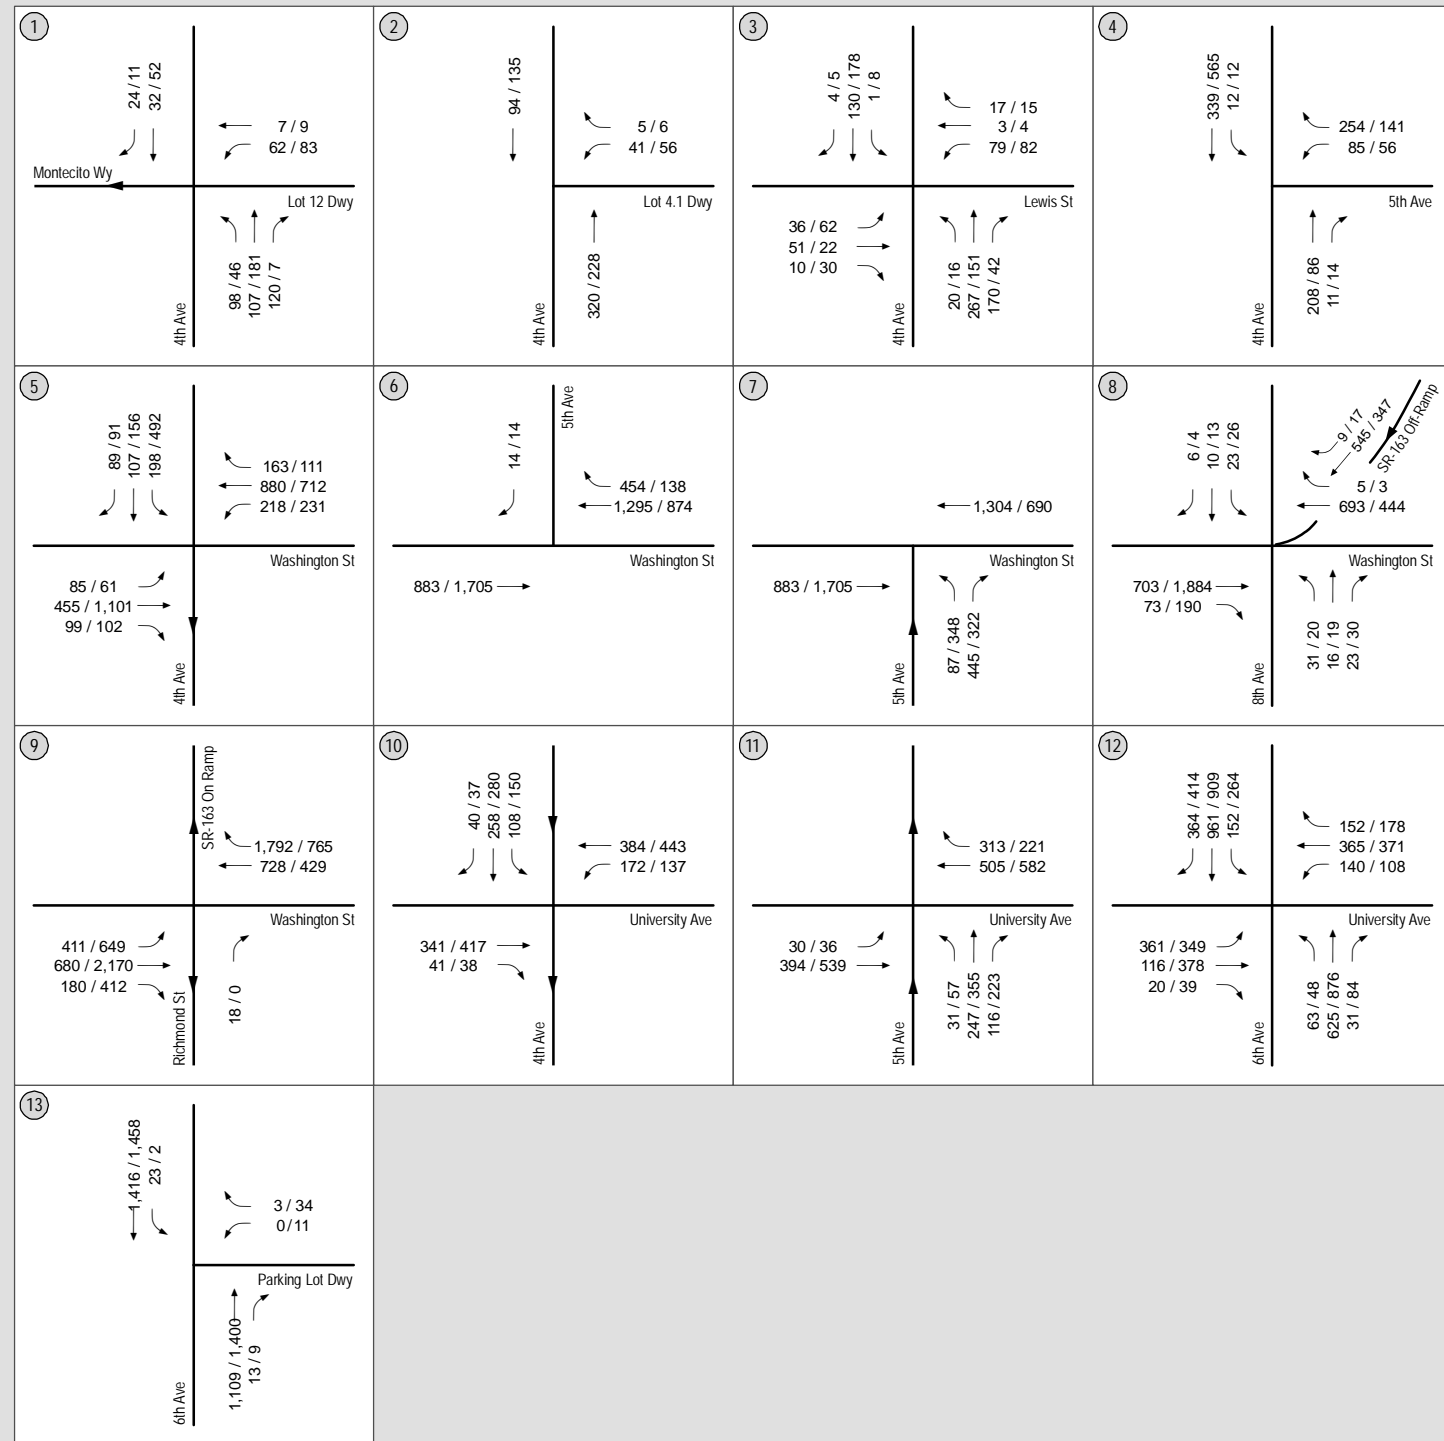 1
24 / 11
32 / 52
7 / 9
62 / 83
Montecito Wy
Lot 12 Dwy
98 / 46
107 / 181
120 / 7
4th Ave
2
94 / 135
5 / 6
41 / 56
Lot 4.1 Dwy
320 / 228
4th Ave
3
4 / 5
130 / 178
1 / 8
17 / 15
3 / 4
79 / 82
Lewis St
36 / 62
51 / 22
10 / 30
20 / 16
267 / 151
170 / 42
4th Ave
4
339 / 565
12 / 12
254 / 141
85 / 56
5th Ave
208 / 86
11 / 14
4th Ave
5
89 / 91
107 / 156
198 / 492
163 / 111
880 / 712
218 / 231
Washington St
85 / 61
455 / 1,101
99 / 102
4th Ave
6
14 / 14
5th Ave
454 / 138
1,295 / 874
Washington St
883 / 1,705
7
1,304 / 690
Washington St
883 / 1,705
87 / 348
445 / 322
5th Ave
8
6 / 4
10 / 13
23 / 26
9 / 17
545 / 347
SR-163 Off-Ramp
5 / 3
693 / 444
Washington St
703 / 1,884
73 / 190
31 / 20
16 / 19
23 / 30
8th Ave
9
SR-163 On Ramp
1,792 / 765
728 / 429
Washington St
411 / 649
680 / 2,170
180 / 412
18 / 0
Richmond St
10
40 / 37
258 / 280
108 / 150
384 / 443
172 / 137
University Ave
341 / 417
41 / 38
4th Ave
11
313 / 221
505 / 582
University Ave
30 / 36
394 / 539
31 / 57
247 / 355
116 / 223
5th Ave
12
364 / 414
961 / 909
152 / 264
152 / 178
365 / 371
140 / 108
University Ave
361 / 349
116 / 378
20 / 39
63 / 48
625 / 876
31 / 84
6th Ave
13
1,416 / 1,458
23 / 2
3 / 34
0 / 11
Parking Lot Dwy
1,109 / 1,400
13 / 9
6th Ave